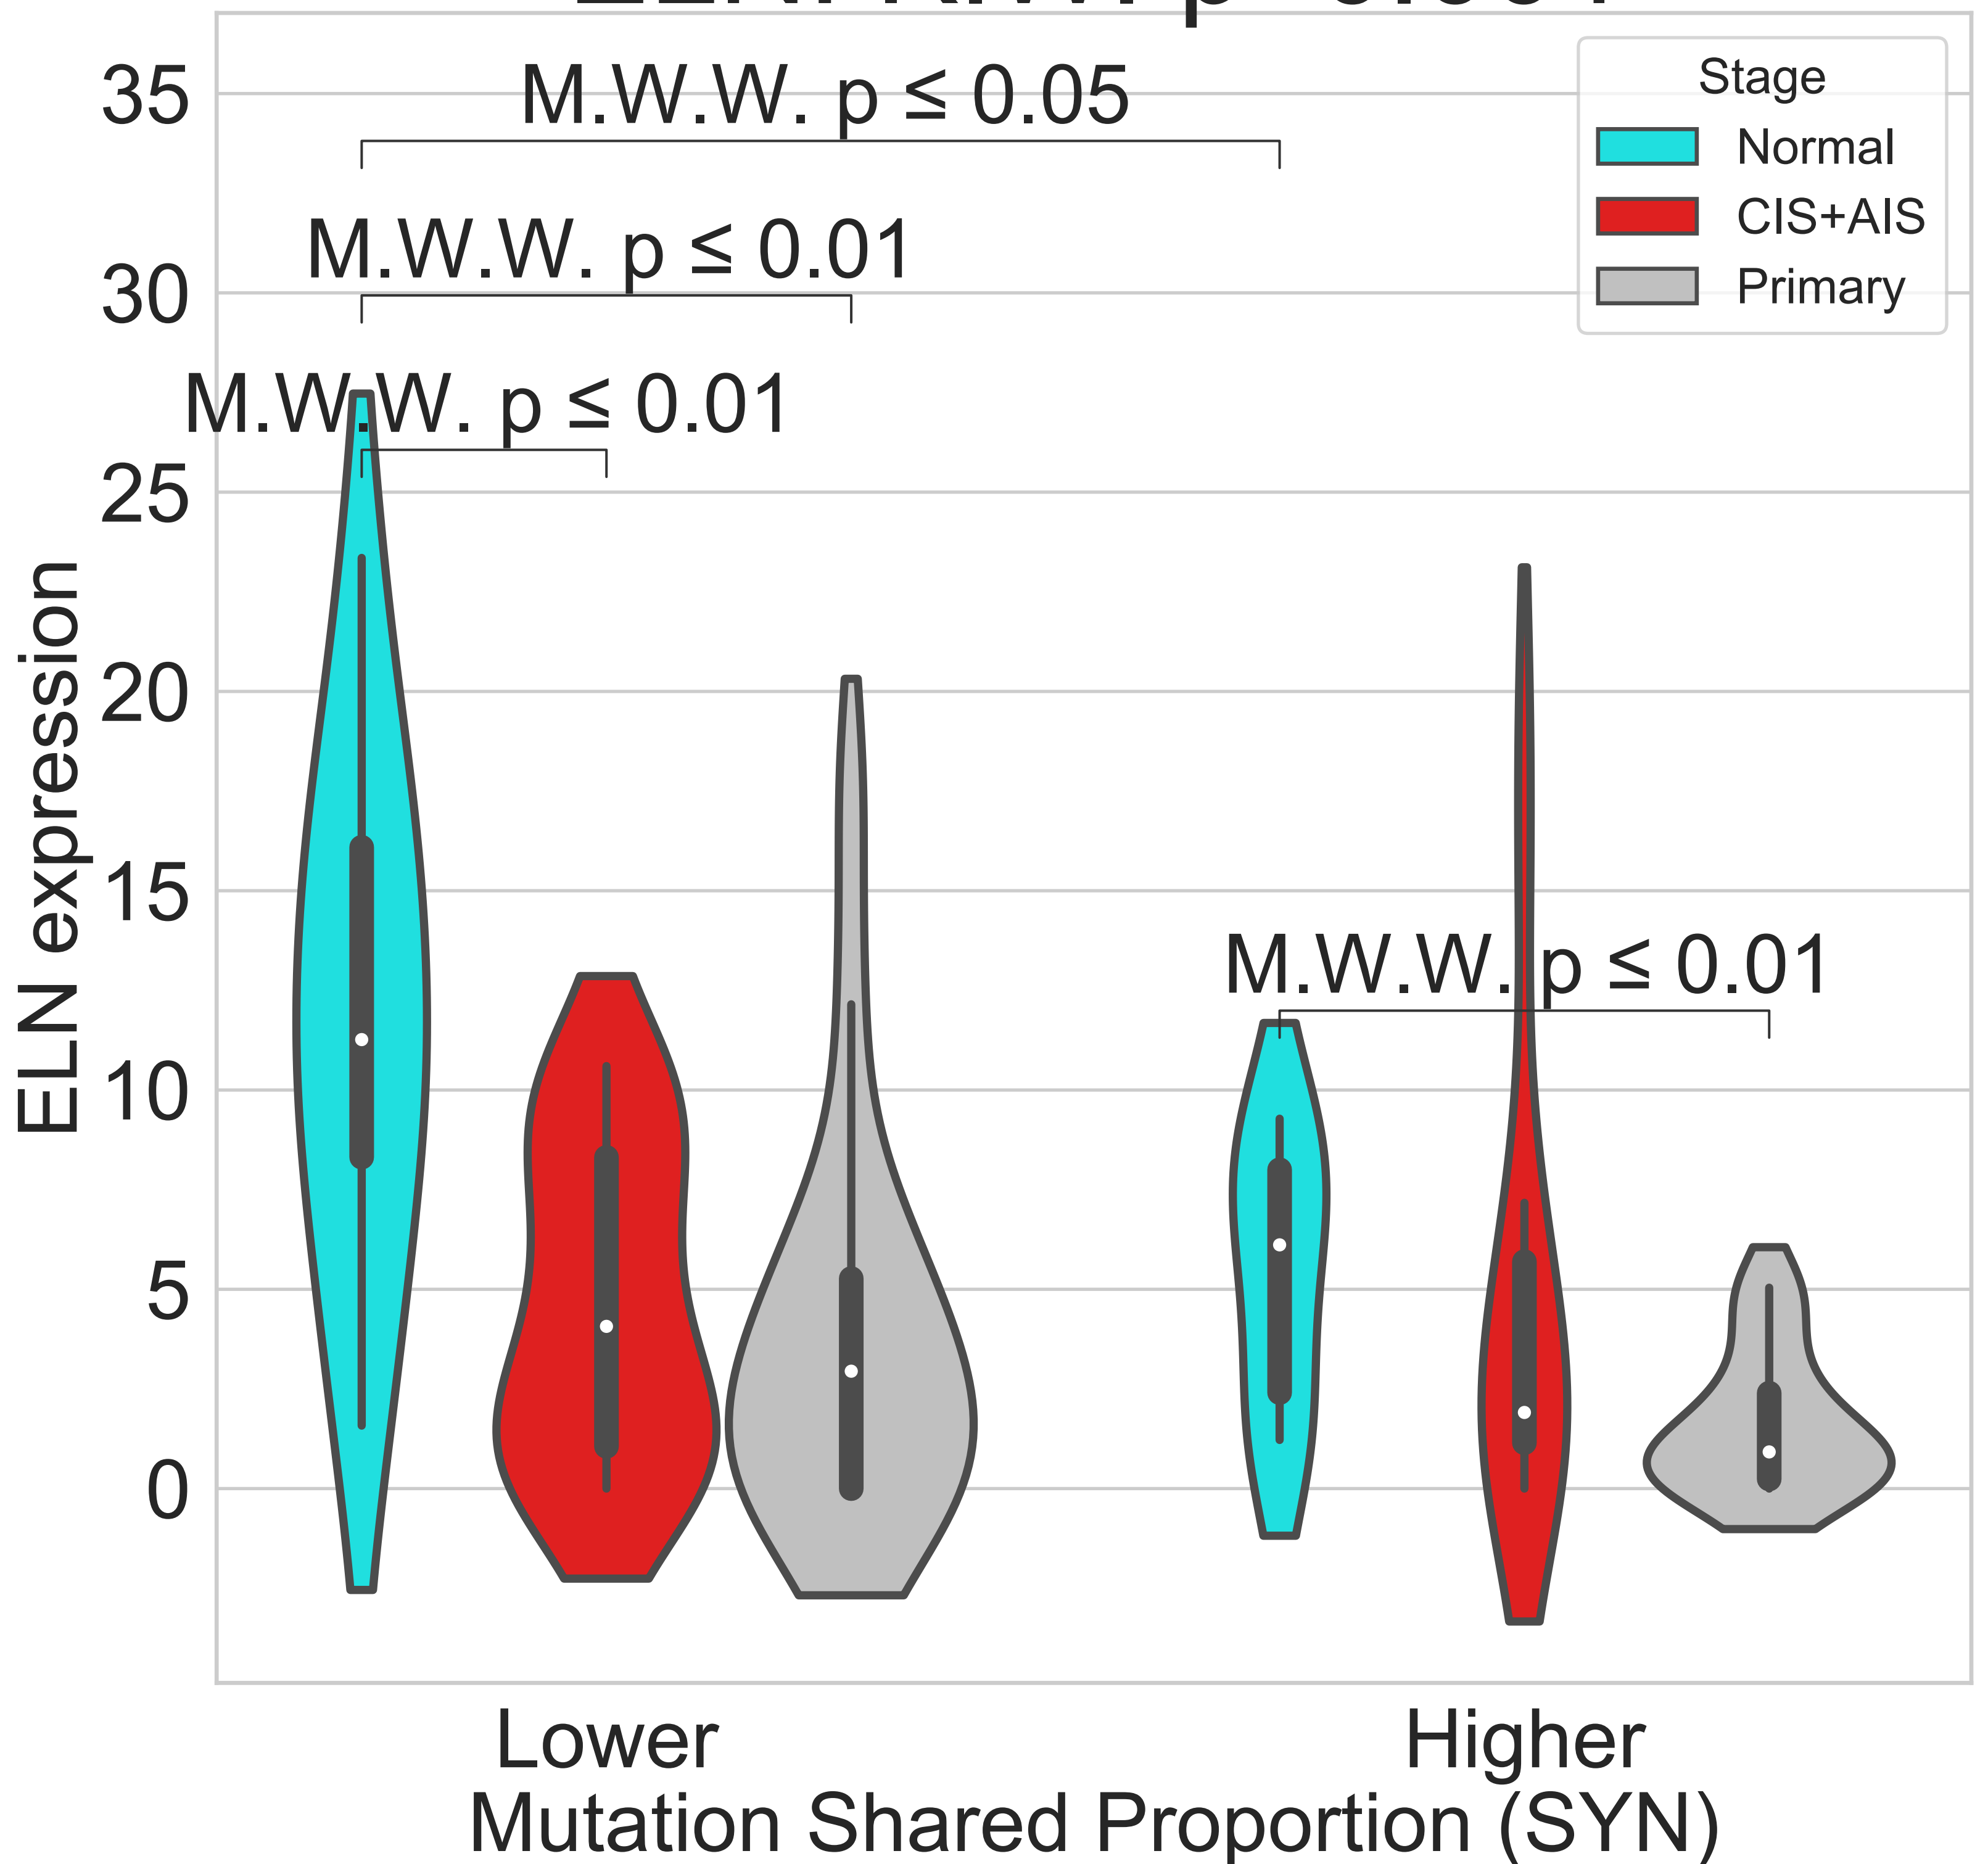 35
M.W.W. p ≤ 0.05
Stage
Normal
CIS+AIS
Primary
M.W.W. p ≤ 0.01
30
M.W.W. p ≤ 0.01
25
20
15
M.W.W. p ≤ 0.01
10
5
0
ELN expression
Lower
Higher
Mutation Shared Proportion (SYN)